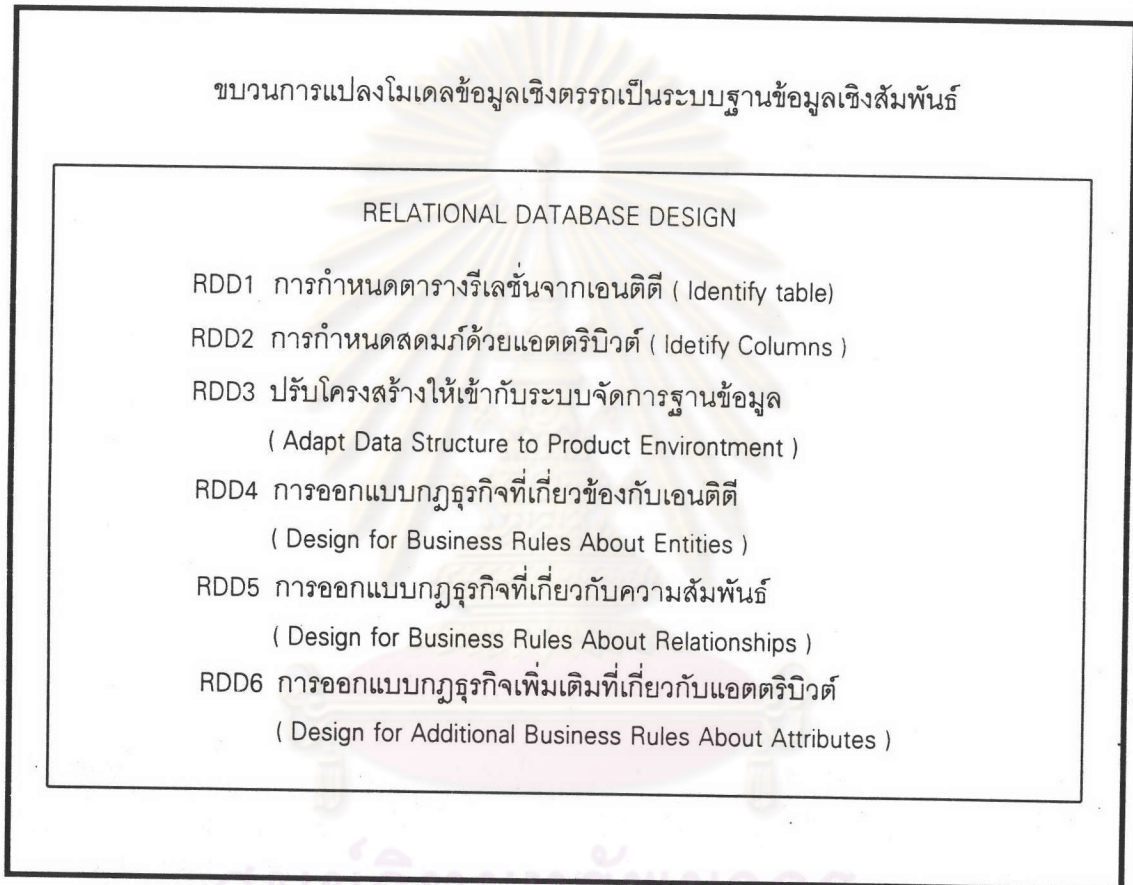 ขบวนการแปลงโมเดลข้อมูลเชิงตรรถเป็นระบบฐานข้อมูลเชิงสัมพันธ์
RELATIONAL DATABASE DESIGN
RDD1 การกำหนดตารางรีเลชั่นจากเอนติตี ( Identify table)
RDD2 การกำหนดสดมภ์ด้วยแอตตริบิวต์ ( Idetify Columns )
RDD3 ปรับโครงสร้างให้เข้ากับระบบจัดการฐานข้อมูล
( Adapt Data Structure to Product Environtment )
RDD4 การออกแบบกฎธุรกิจที่เกี่ยวข้องกับเอนติตี
( Design for Business Rules About Entities )
RDD5 การออกแบบกฎธุรกิจที่เกี่ยวกับความสัมพันธ์
( Design for Business Rules About Relationships )
RDD6 การออกแบบกฎธุรกิจเพิ่มเติมที่เกี่ยวกับแอตตริบิวต์
( Design for Additional Business Rules About Attributes )